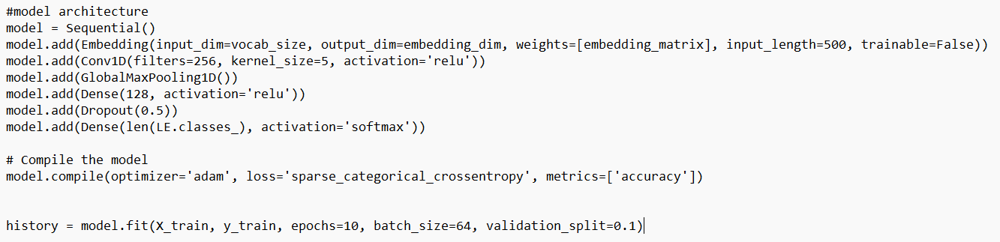 #model architecture
model = Sequential()
model.add(Embedding(input_dim=vocab_size, output_dim=embedding_dim, weights=[embedding_matrix], input_length=500, trainable=False))
model.add(Conv1D(filters=256, kernel_size=5, activation='relu'))
model.add(GlobalMaxPooling1D())
model.add(Dense(128, activation='relu'))
model.add(Dropout(0.5))
model.add(Dense(len(LE.classes_), activation='softmax'))

# Compile the model
model.compile(optimizer='adam', loss='sparse_categorical_crossentropy', metrics=['accuracy'])

history = model.fit(X_train, y_train, epochs=10, batch_size=64, validation_split=0.1)